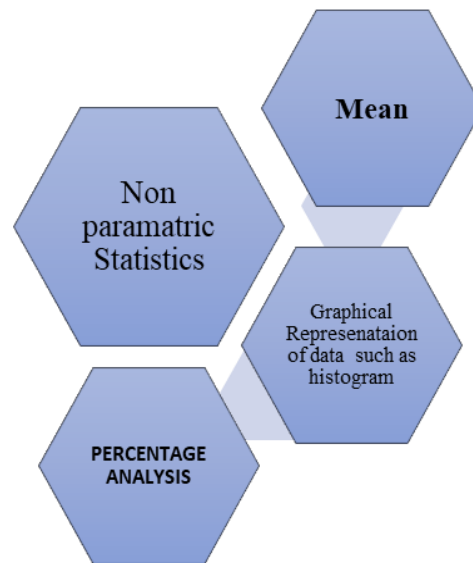 Mean
Non
paramatric
Statistics
Graphical
Represenataion
of data such as
histogram
PERCENTAGE
ANALYSIS